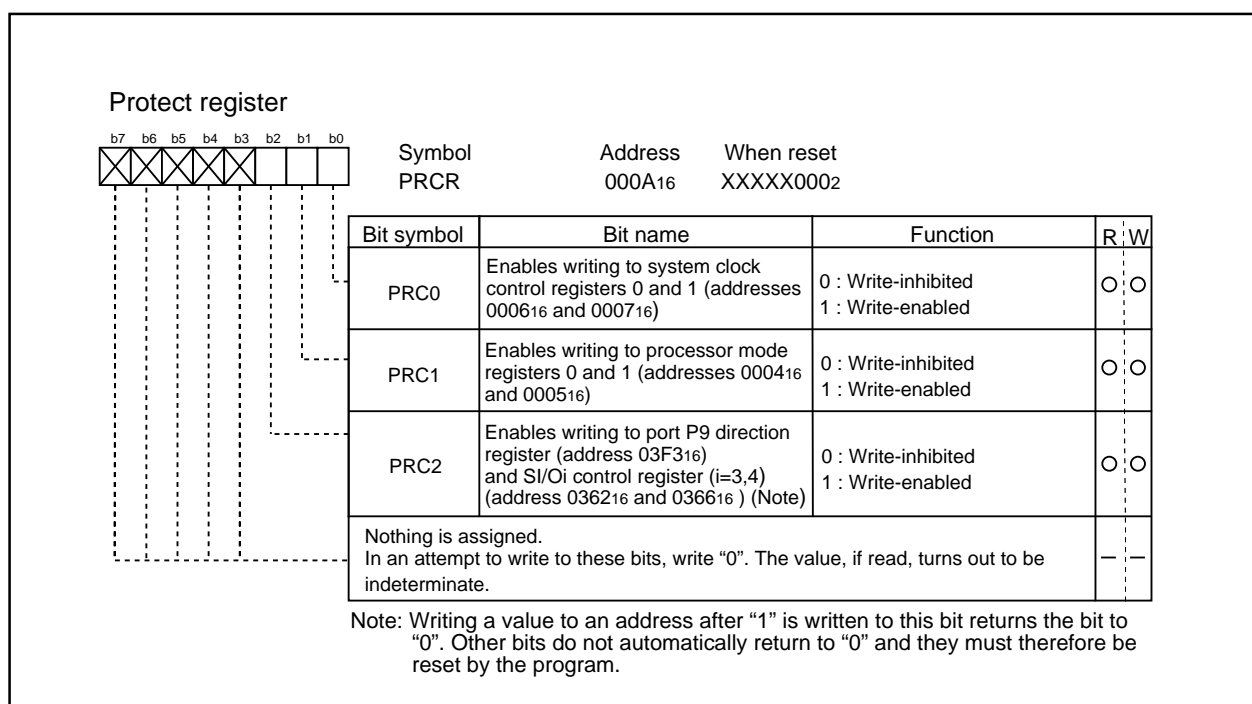 Protect register
b7 b6 b5 b4 b3 b2 b1 b0
Symbol Address When reset
PRCR 000A16 XXXXX0002
Bit symbol Bit name Function R W
PRC0
Enables writing to system clock
control registers 0 and 1 (addresses
000616 and 000716)
0 : Write-inhibited
1 : Write-enabled
PRC1
Enables writing to processor mode
registers 0 and 1 (addresses 000416
and 000516)
0 : Write-inhibited
1 : Write-enabled
PRC2
Enables writing to port P9 direction
register (address 03F316)
and SI/Oi control register (i=3,4)
(address 036216 and 036616 ) (Note)
0 : Write-inhibited
1 : Write-enabled
Nothing is assigned.
In an attempt to write to these bits, write “0”. The value, if read, turns out to be
indeterminate.
Note: Writing a value to an address after “1” is written to this bit returns the bit to
“0”. Other bits do not automatically return to “0” and they must therefore be
reset by the program.